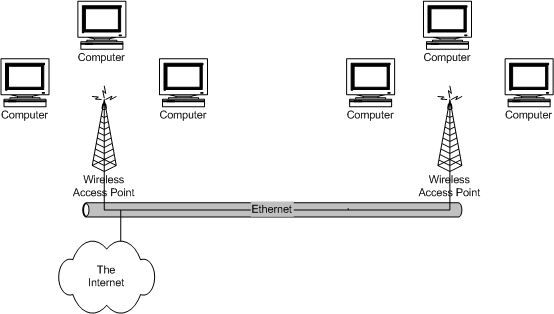 Computer
Computer
Computer
Computer
Computer
Computer
Wireless
Access Point
Wireless
Access Point
Ethernet
The
Internet